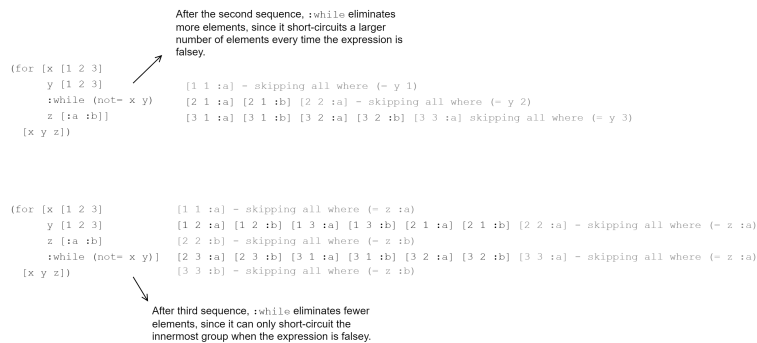 After the second sequence, :while eliminates
more elements, since it short-circuits a larger
number of elements every time the expression is
falsey.
(for [x [1 2 3]
y [1 2 3] [1 1 :a] - skipping all where (= y 1)
:while (not= x y) [2 1 :a] [2 1 :b] [2 2 :a] - skipping all where (= y 2)
z [:a :b]] [3 1 :a] [3 1 :b] [3 2 :a] [3 2 :b] [3 3 :a] skipping all where (= y 3)
[x y z])
(for [x [1 2 3] [1 1 :a] - skipping all where (= z :a)
y [1 2 3] [1 2 :a] [1 2 :b] [1 3 :a] [1 3 :b] [2 1 :a] [2 1 :b] [2 2 :a] - skipping all where (= z :a)
z [:a :b] [2 2 :b] - skipping all where (= z :b)
:while (not= x y)] [2 3 :a] [2 3 :b] [3 1 :a] [3 1 :b] [3 2 :a] [3 2 :b] [3 3 :a] - skipping all where (= z :a)
[x y z]) [3 3 :b] - skipping all where (= z :b)
After third sequence, :while eliminates fewer
elements, since it can only short-circuit the
innermost group when the expression is falsey.